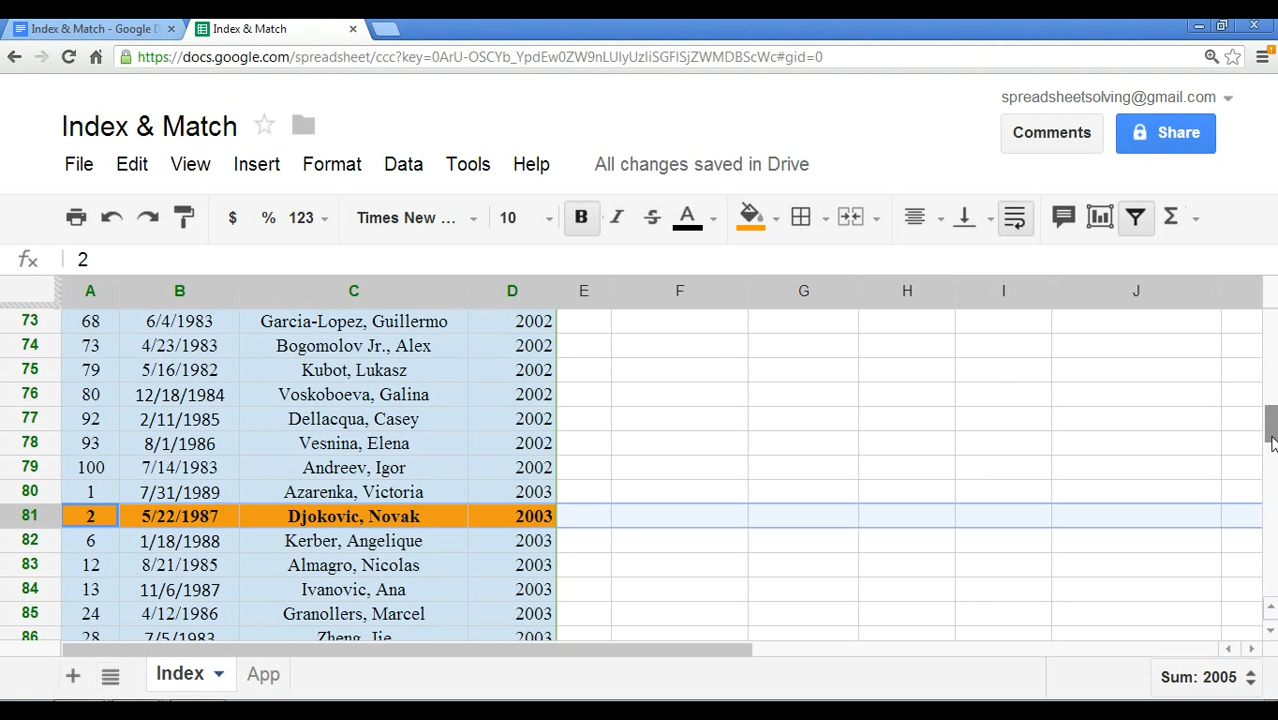 Index & Match - Google D
Index & Match
https://docs.google.com/spreadsheet/ccc?key=0ArU-OSCYb_YpdEw0ZW9nLUlyUzliSGFISjZWMDBScWc#gid=0
spreadsheetsolving@gmail.com
Index & Match
Comments
Share
File Edit View Insert Format Data Tools Help All changes saved in Drive
$ % 123 Times New ... 10 B I S A Σ
fx 2
A B C D E F G H I J
73 68 6/4/1983 Garcia-Lopez, Guillermo 2002
74 73 4/23/1983 Bogomolov Jr., Alex 2002
75 79 5/16/1982 Kubot, Lukasz 2002
76 80 12/18/1984 Voskoboeva, Galina 2002
77 92 2/11/1985 Dellacqua, Casey 2002
78 93 8/1/1986 Vesnina, Elena 2002
79 100 7/14/1983 Andreev, Igor 2002
80 1 7/31/1989 Azarenka, Victoria 2003
81 2 5/22/1987 Djokovic, Novak 2003
82 6 1/18/1988 Kerber, Angelique 2003
83 12 8/21/1985 Almagro, Nicolas 2003
84 13 11/6/1987 Ivanovic, Ana 2003
85 24 4/12/1986 Granollers, Marcel 2003
86 28 7/5/1983 Zheng, Jie 2003
Index App Sum: 2005